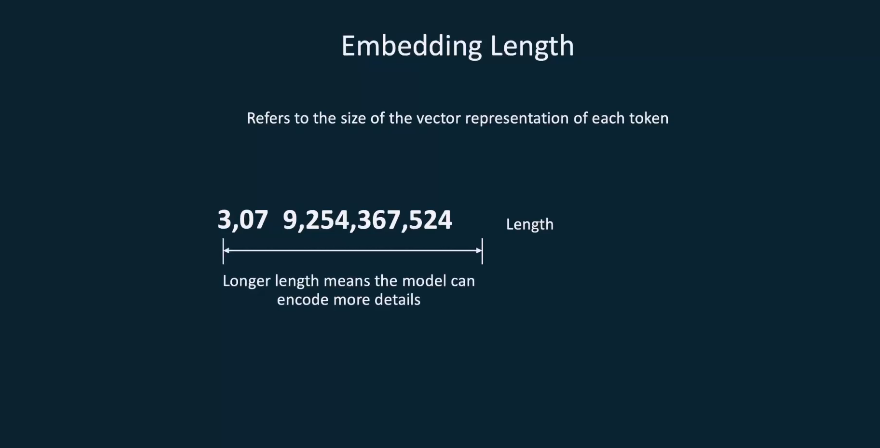 Embedding Length
Refers to the size of the vector representation of each token
3,07 9,254,367,524
Length
Longer length means the model can
encode more details